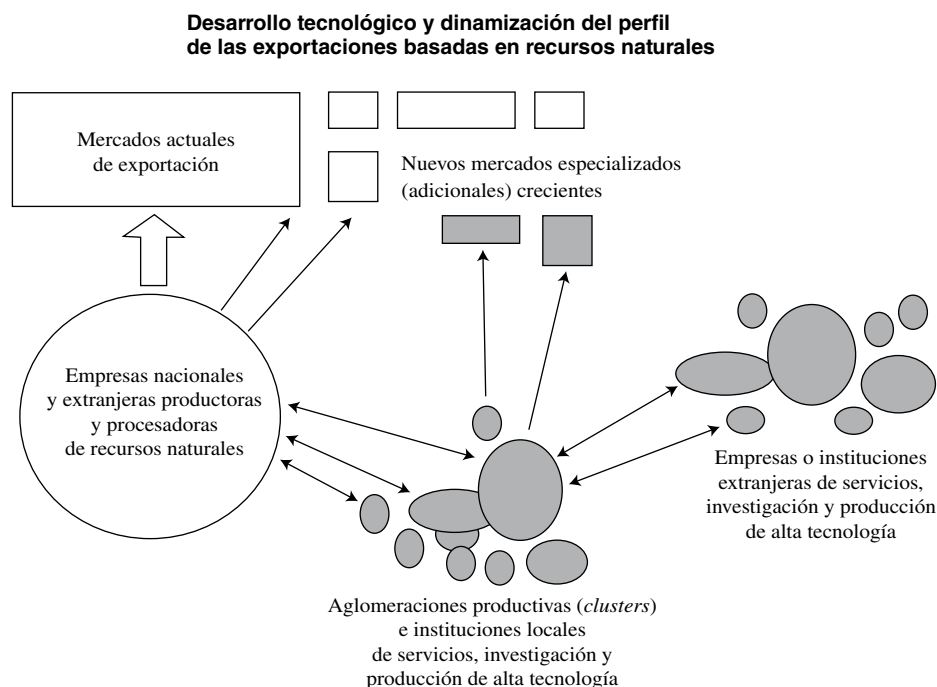 Desarrollo tecnológico y dinamización del perfil
de las exportaciones basadas en recursos naturales
Mercados actuales
de exportación
Nuevos mercados especializados
(adicionales) crecientes
Empresas nacionales
y extranjeras productoras
y procesadoras
de recursos naturales
Empresas o instituciones
extranjeras de servicios,
investigación y producción
de alta tecnología
Aglomeraciones productivas (clusters)
e instituciones locales
de servicios, investigación y
producción de alta tecnología